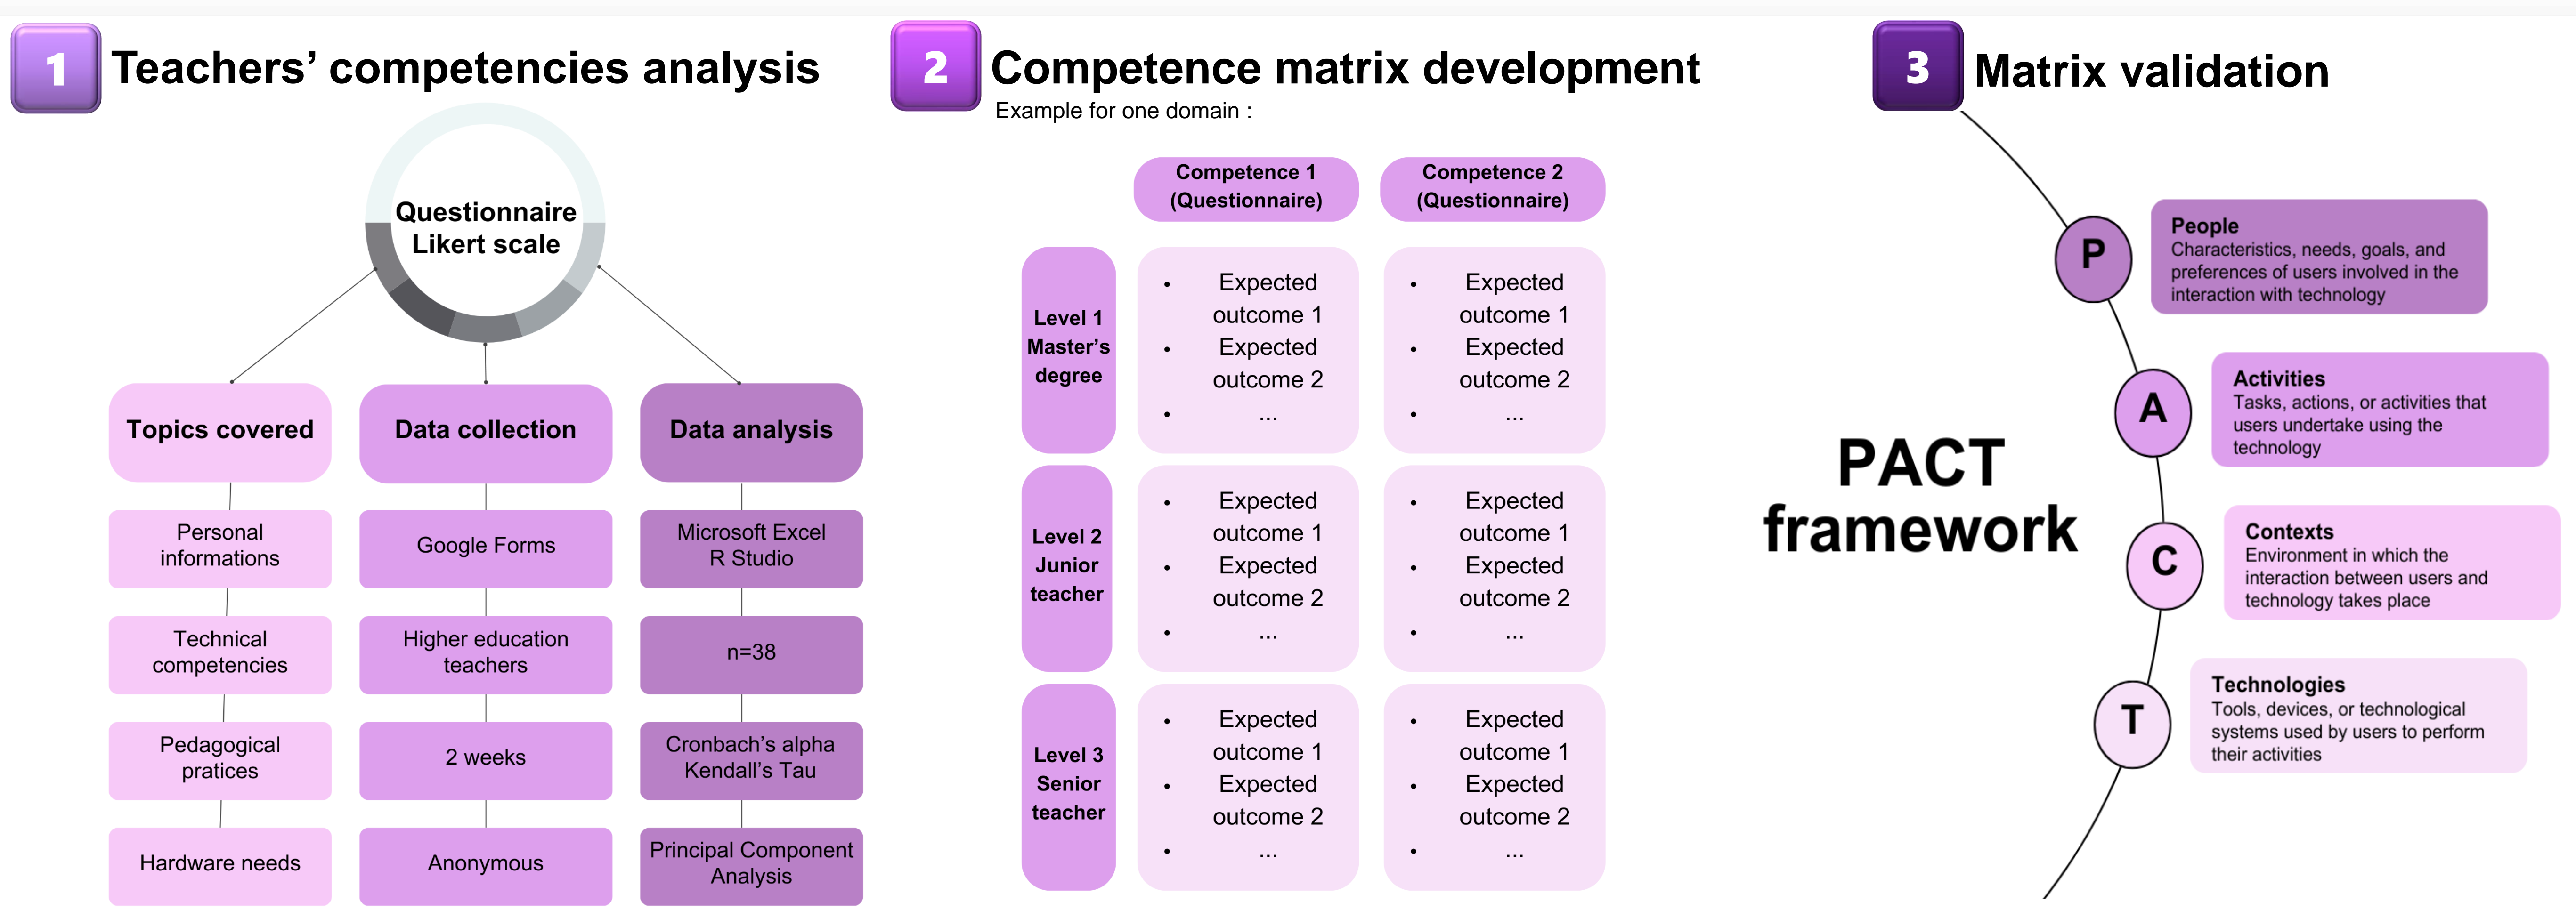 1
Teachers’ competencies analysis
Questionnaire
Likert scale
Topics covered
Personal
informations
Technical
competencies
Pedagogical
pratices
Hardware needs
Data collection
Google Forms
Higher education
teachers
2 weeks
Anonymous
Data analysis
Microsoft Excel
R Studio
n=38
Cronbach’s alpha
Kendall’s Tau
Principal Component
Analysis
2
Competence matrix development
Example for one domain :
Competence 1
(Questionnaire)
Competence 2
(Questionnaire)
Level 1
Master’s
degree
• Expected
outcome 1
• Expected
outcome 2
• ...
• Expected
outcome 1
• Expected
outcome 2
• ...
Level 2
Junior
teacher
• Expected
outcome 1
• Expected
outcome 2
• ...
• Expected
outcome 1
• Expected
outcome 2
• ...
Level 3
Senior
teacher
• Expected
outcome 1
• Expected
outcome 2
• ...
• Expected
outcome 1
• Expected
outcome 2
• ...
3
Matrix validation
PACT
framework
P
People
Characteristics, needs, goals, and
preferences of users involved in the
interaction with technology
A
Activities
Tasks, actions, or activities that
users undertake using the
technology
C
Contexts
Environment in which the
interaction between users and
technology takes place
T
Technologies
Tools, devices, or technological
systems used by users to perform
their activities